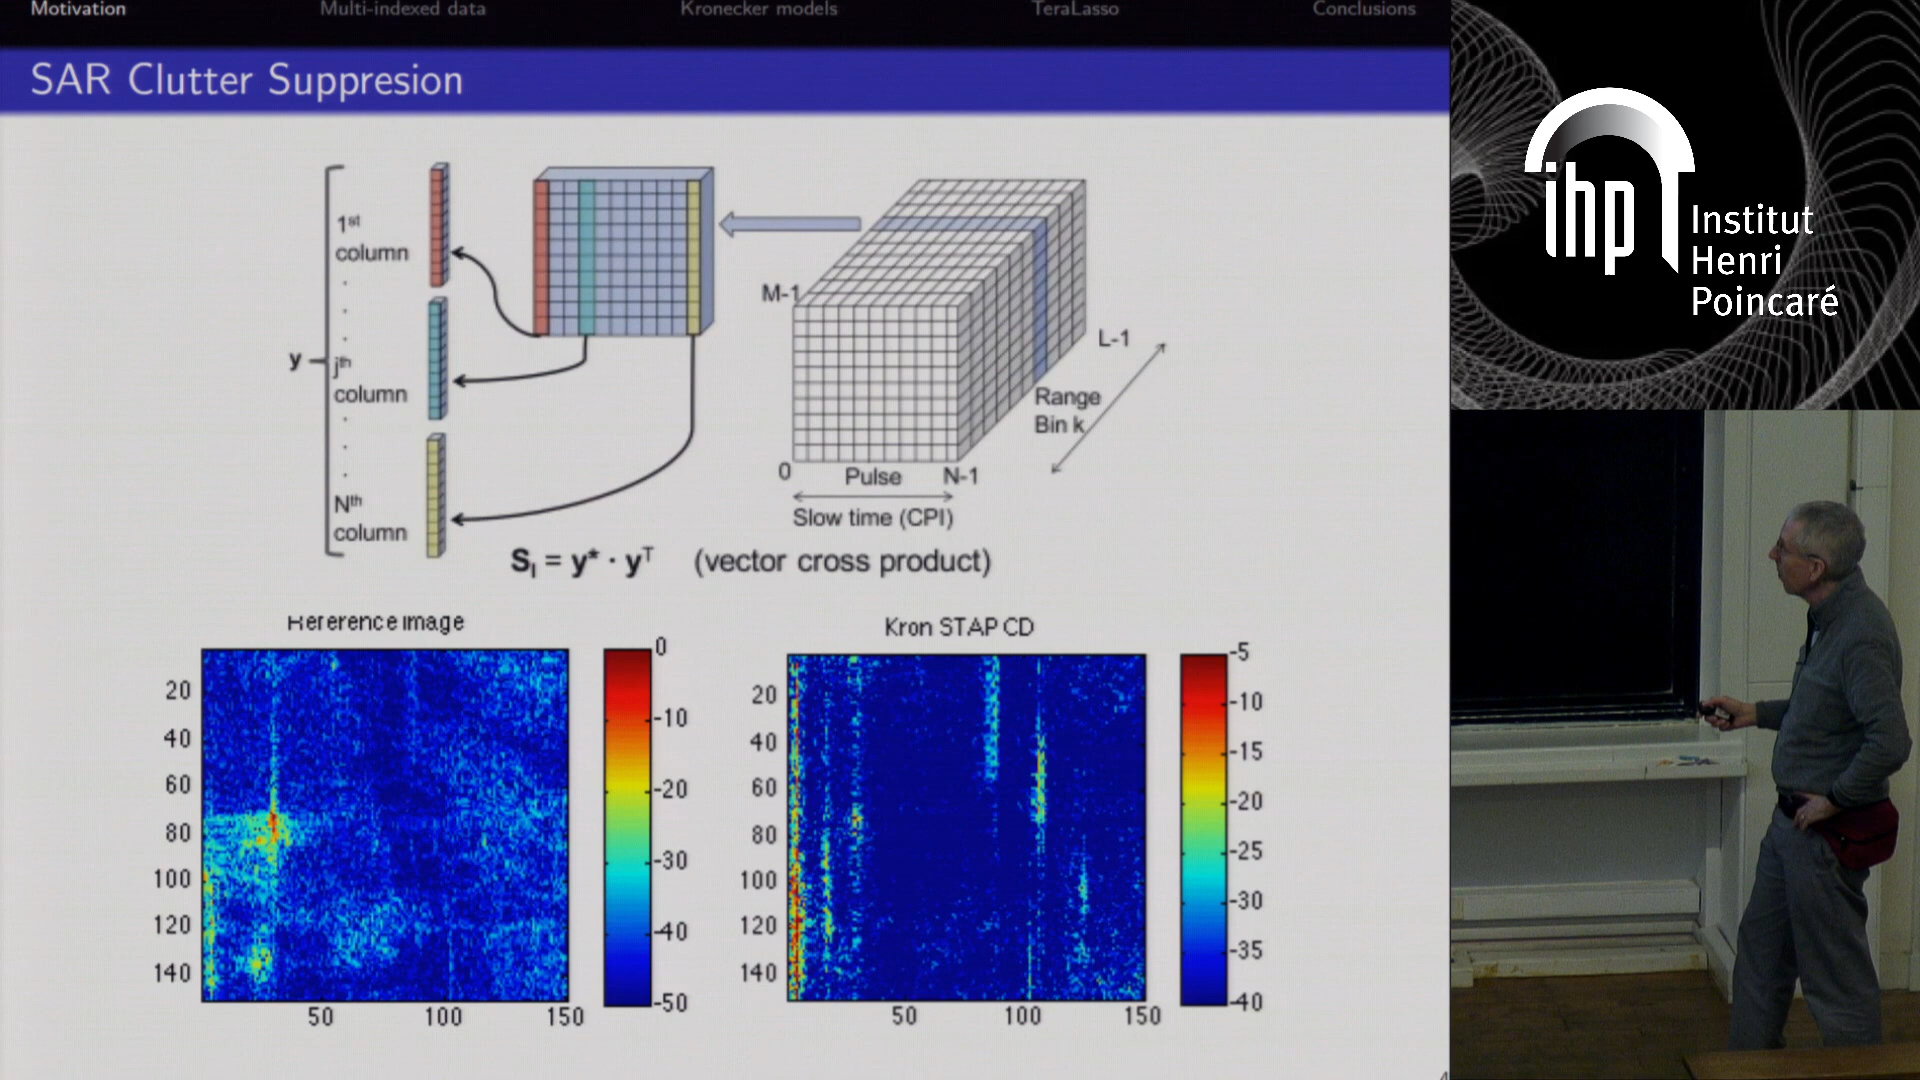 Motivation Multi-indexed data Kronecker models TeraLasso Conclusions
SAR Clutter Suppresion
1st
column
jth
column
Nth
column
y
M-1
L-1
Range
Bin k
0 Pulse N-1
Slow time (CPI)
Sl = y* · yT (vector cross product)
Reference image
20
40
60
80
100
120
140
50 100 150
0
-10
-20
-30
-40
-50
Kron STAP CD
20
40
60
80
100
120
140
50 100 150
-5
-10
-15
-20
-25
-30
-35
-40
4
ihp
Institut
Henri
Poincaré